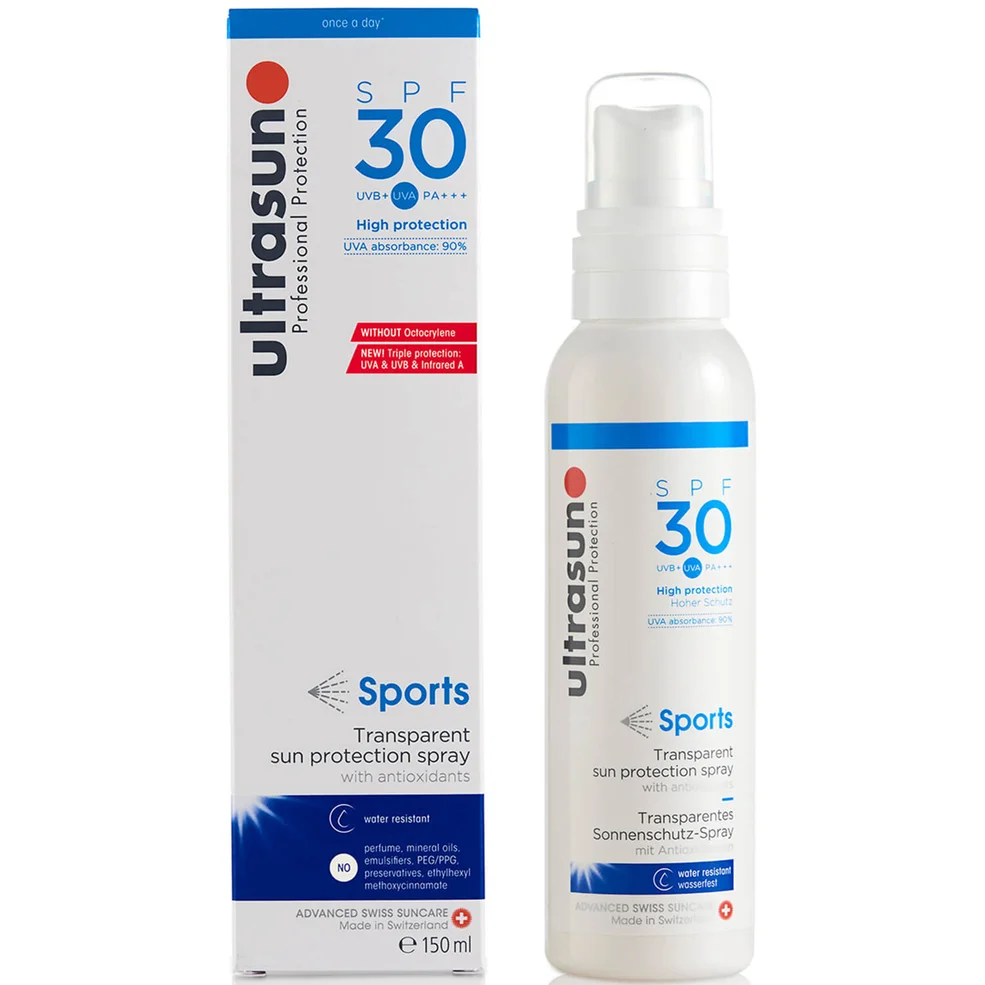 once a day*
ultrasun
Professional Protection
SPF
30
UVB+ UVA PA+++
High protection
UVA absorbance: 90%
WITHOUT Octocrylene
NEW! Triple protection:
UVA & UVB & Infrared A
Sports
Transparent
sun protection spray
with antioxidants
water resistant
NO
perfume, mineral oils,
emulsifiers, PEG/PPG,
preservatives, ethylhexyl
methoxycinnamate
ADVANCED SWISS SUNCARE
Made in Switzerland
℮ 150 ml
ultrasun
Professional Protection
SPF
30
UVB+ UVA PA+++
High protection
Hoher Schutz
UVA absorbance: 90%
Sports
Transparent
sun protection spray
with antioxidants
Transparentes
Sonnenschutz-Spray
mit Antioxidantien
water resistant
wasserfest
ADVANCED SWISS SUNCARE
Made in Switzerland